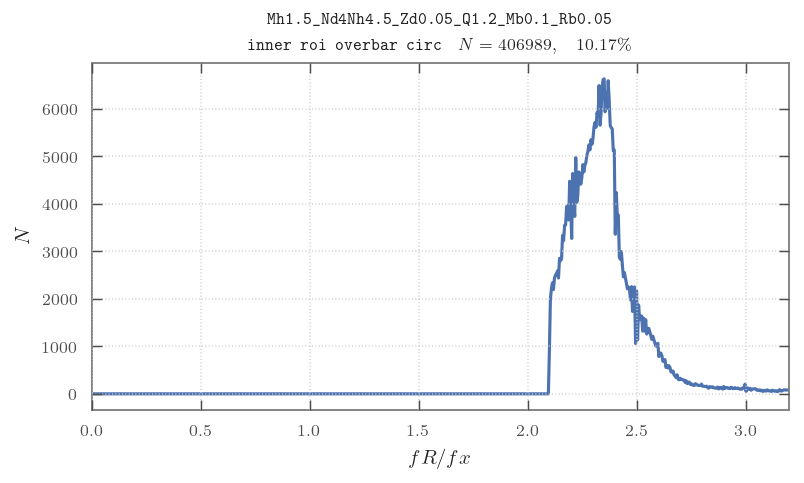 Mh1.5_Nd4Nh4.5_Zd0.05_Q1.2_Mb0.1_Rb0.05
inner roi overbar circ N = 406989, 10.17%
6000
5000
4000
3000
2000
1000
0
N
0.0 0.5 1.0 1.5 2.0 2.5 3.0
fR/fx